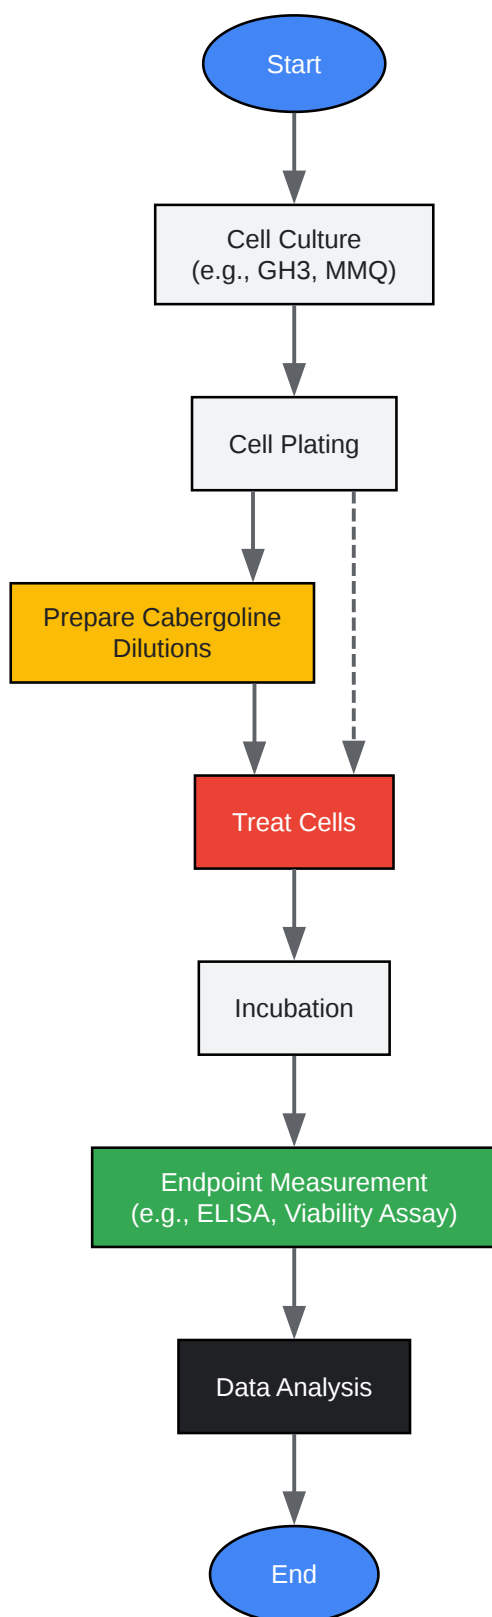 Start
Cell Culture
(e.g., GH3, MMQ)
Cell Plating
Prepare Cabergoline
Dilutions
Treat Cells
Incubation
Endpoint Measurement
(e.g., ELISA, Viability Assay)
Data Analysis
End